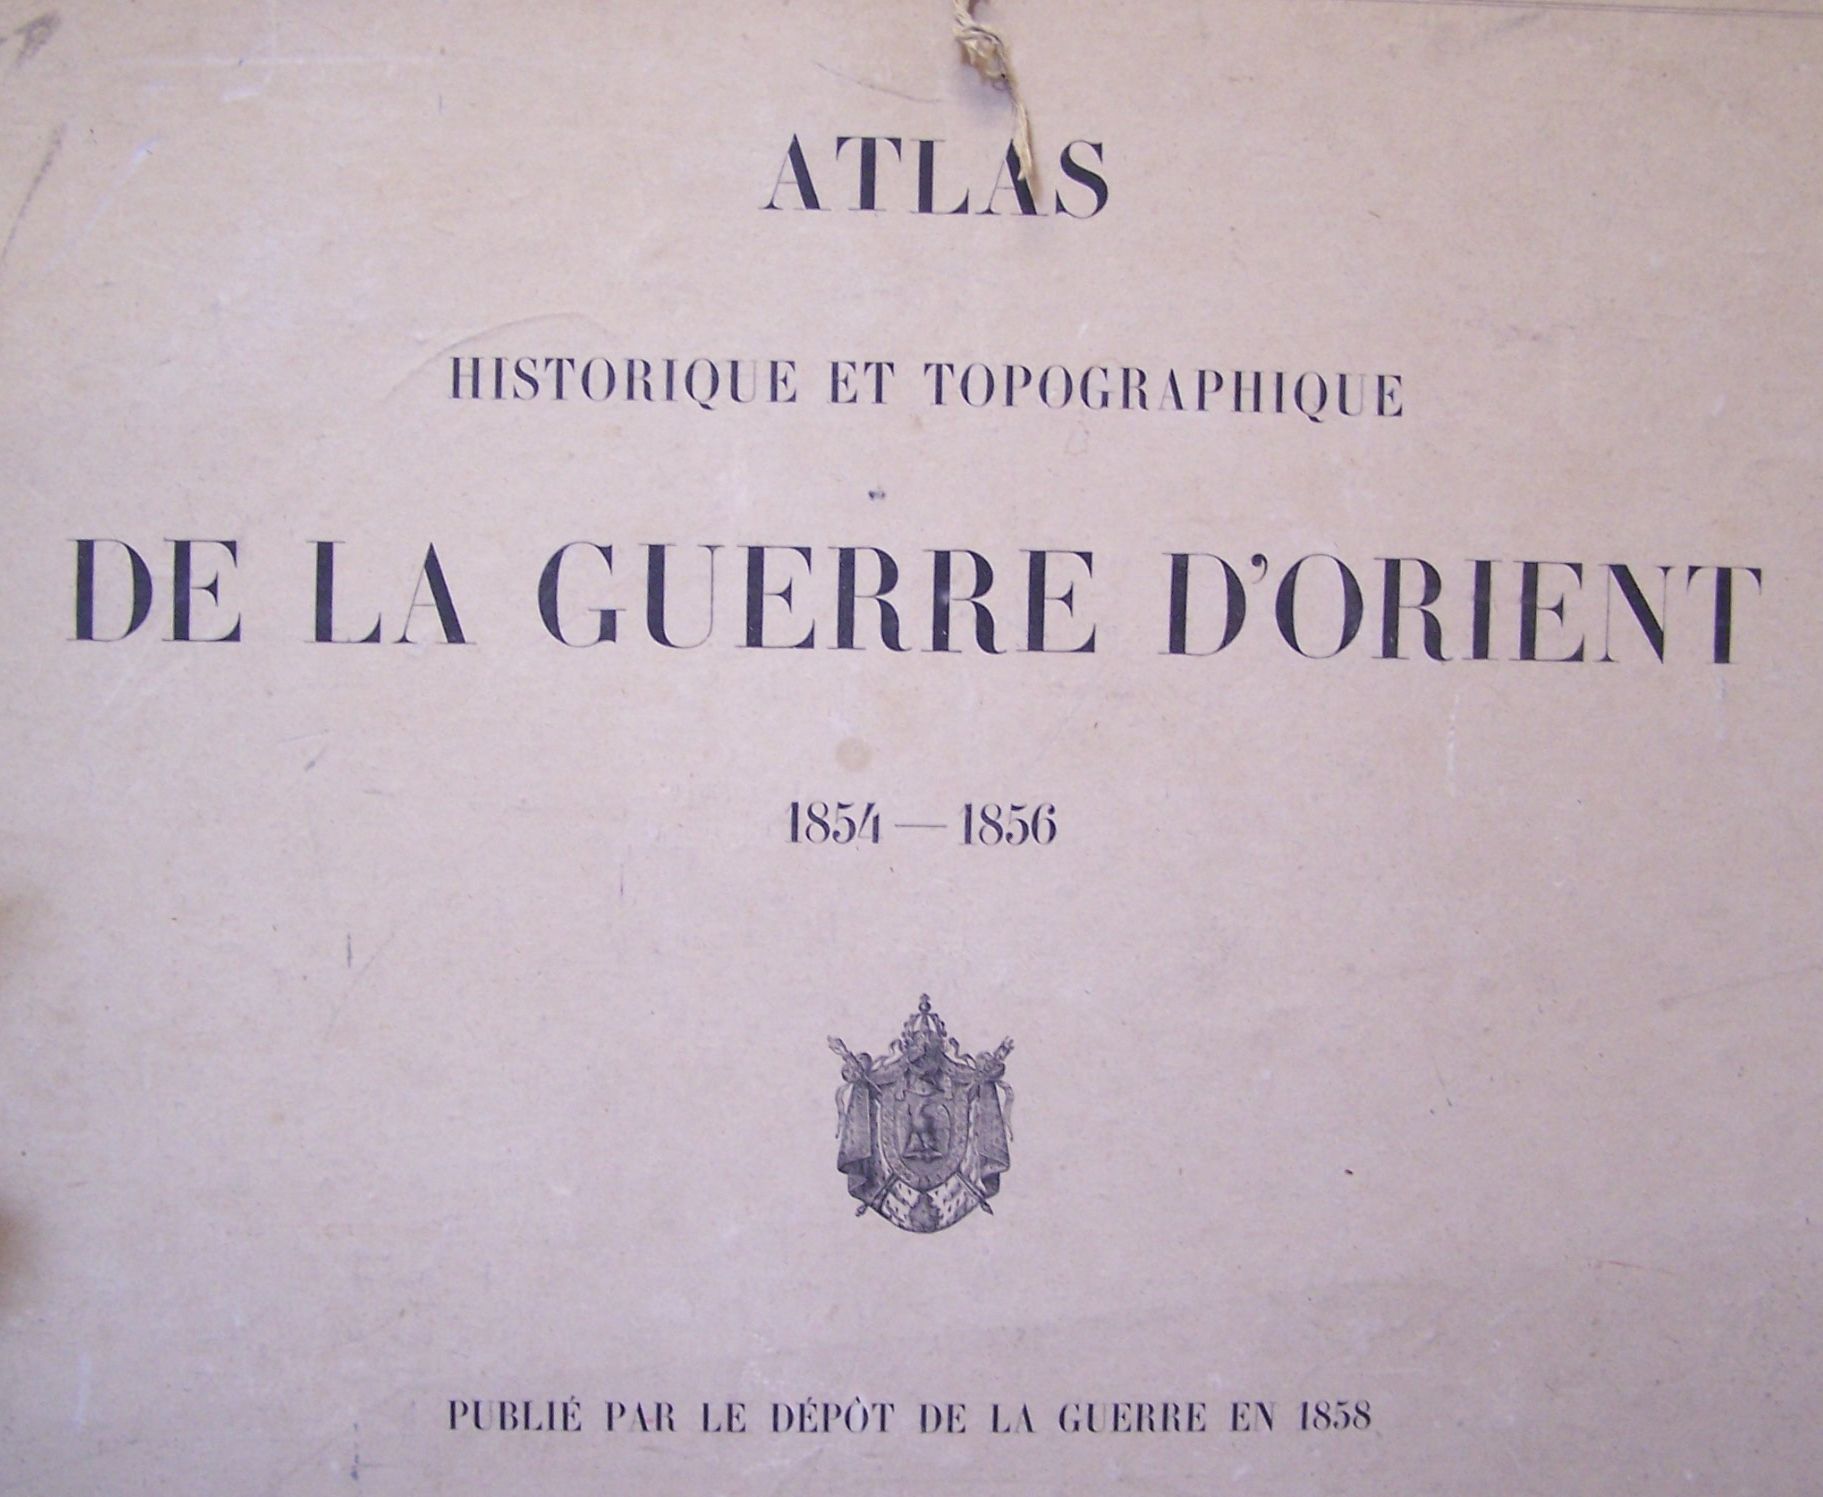 ATLAS
HISTORIQUE ET TOPOGRAPHIQUE
DE LA GUERRE D'ORIENT
1854 — 1856
PUBLIÉ PAR LE DÉPÔT DE LA GUERRE EN 1858